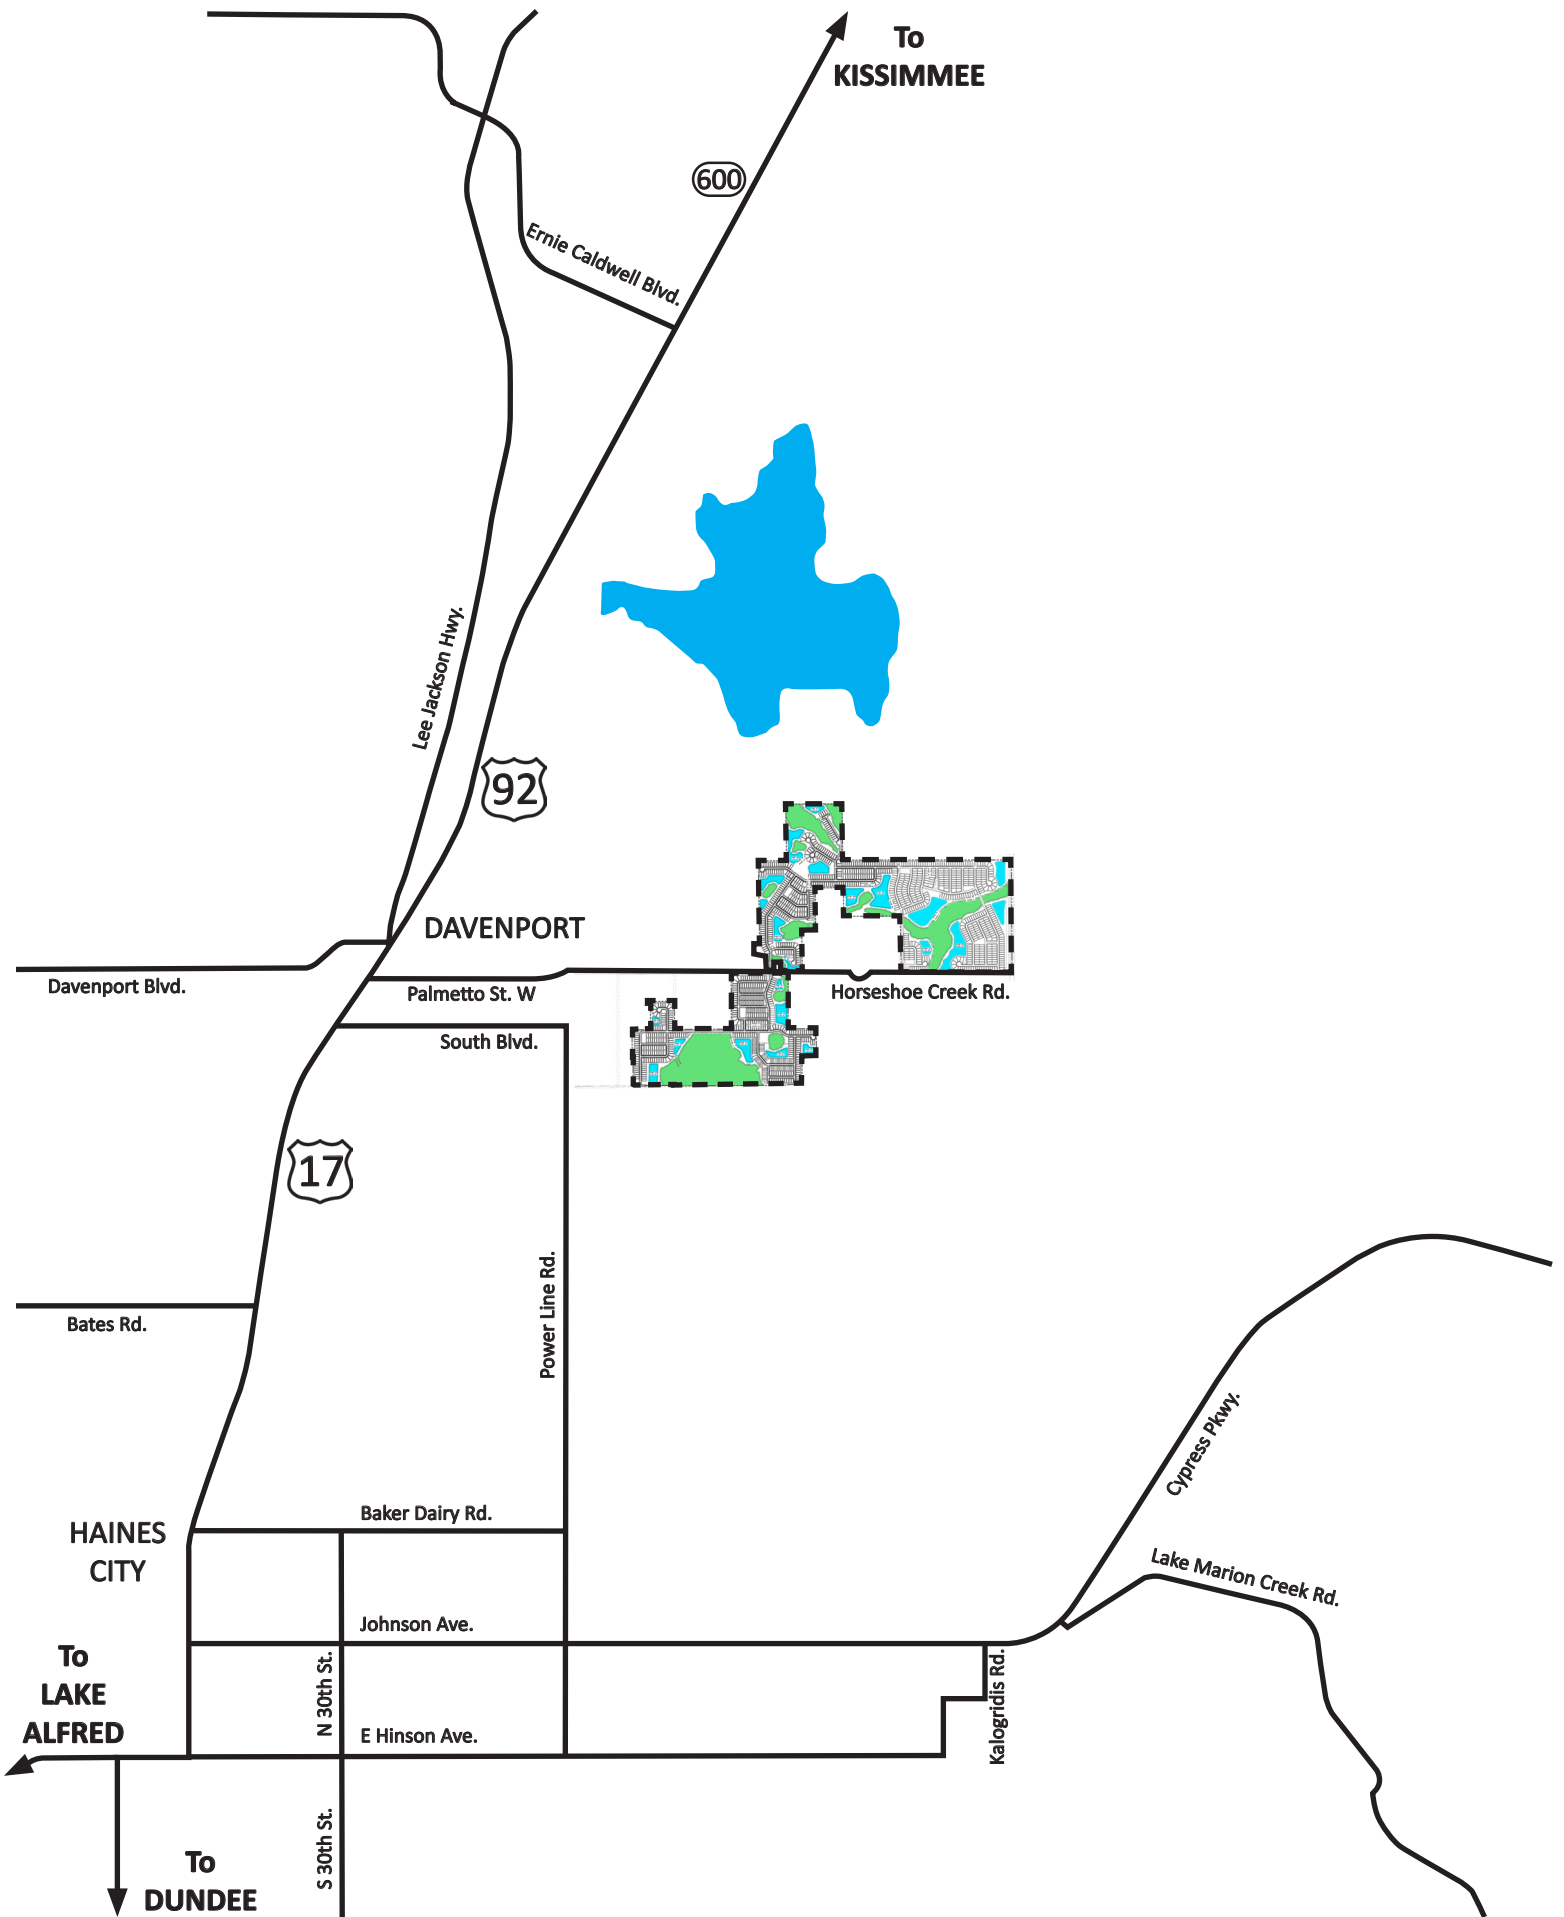 To
KISSIMMEE
600
Ernie Caldwell Blvd.
Lee Jackson Hwy.
92
DAVENPORT
Davenport Blvd.
Palmetto St. W
Horseshoe Creek Rd.
South Blvd.
17
Power Line Rd.
Bates Rd.
Cypress Pkwy.
Baker Dairy Rd.
HAINES
CITY
Lake Marion Creek Rd.
Johnson Ave.
To
LAKE
ALFRED
N 30th St.
Kalogridis Rd.
E Hinson Ave.
S 30th St.
To
DUNDEE